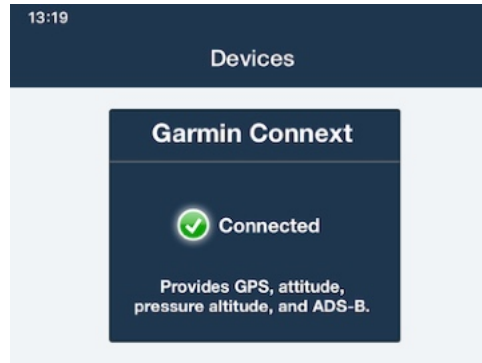 13:19
Devices
Garmin Connext
Connected
Provides GPS, attitude,
pressure altitude, and ADS-B.